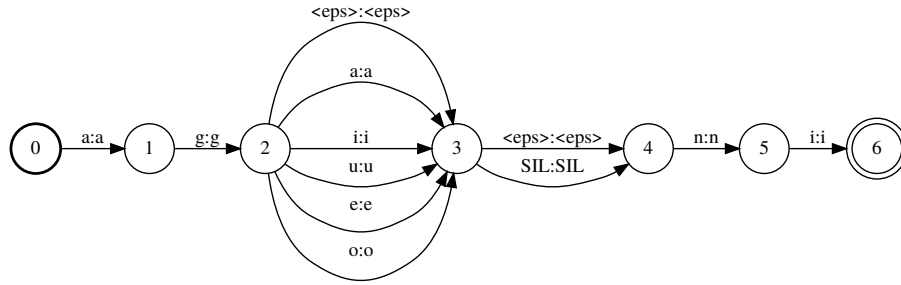 <eps>:<eps>
a:a
0 a:a 1 g:g 2 i:i 3 <eps>:<eps> 4 n:n 5 i:i 6
u:u SIL:SIL
e:e
o:o